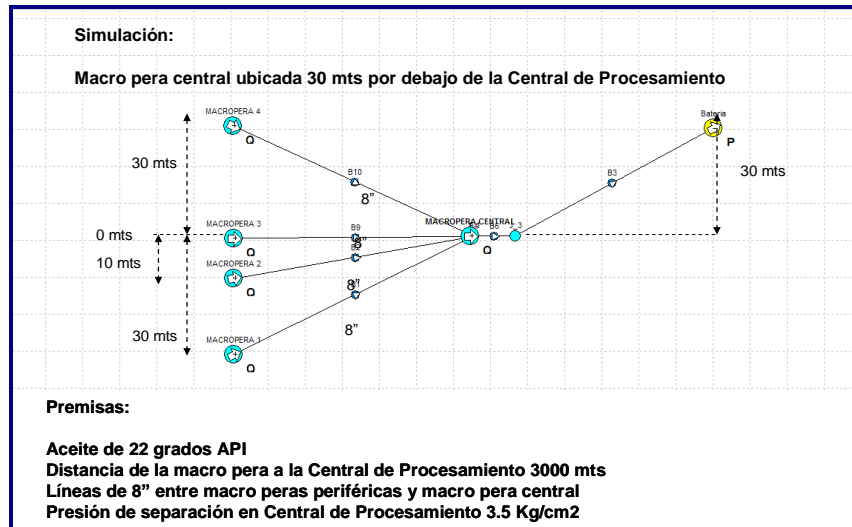 Simulación:
Macro pera central ubicada 30 mts por debajo de la Central de Procesamiento
MACROPERA 4
Q
Bateria
P
30 mts
30 mts
B10
B3
8"
MACROPERA 3
MACROPERA CENTRAL
0 mts
B9
B6
Q
8"
Q
10 mts
MACROPERA 2
Q
8"
30 mts
8"
MACROPERA 1
Q
Premisas:
Aceite de 22 grados API
Distancia de la macro pera a la Central de Procesamiento 3000 mts
Líneas de 8" entre macro peras periféricas y macro pera central
Presión de separación en Central de Procesamiento 3.5 Kg/cm2